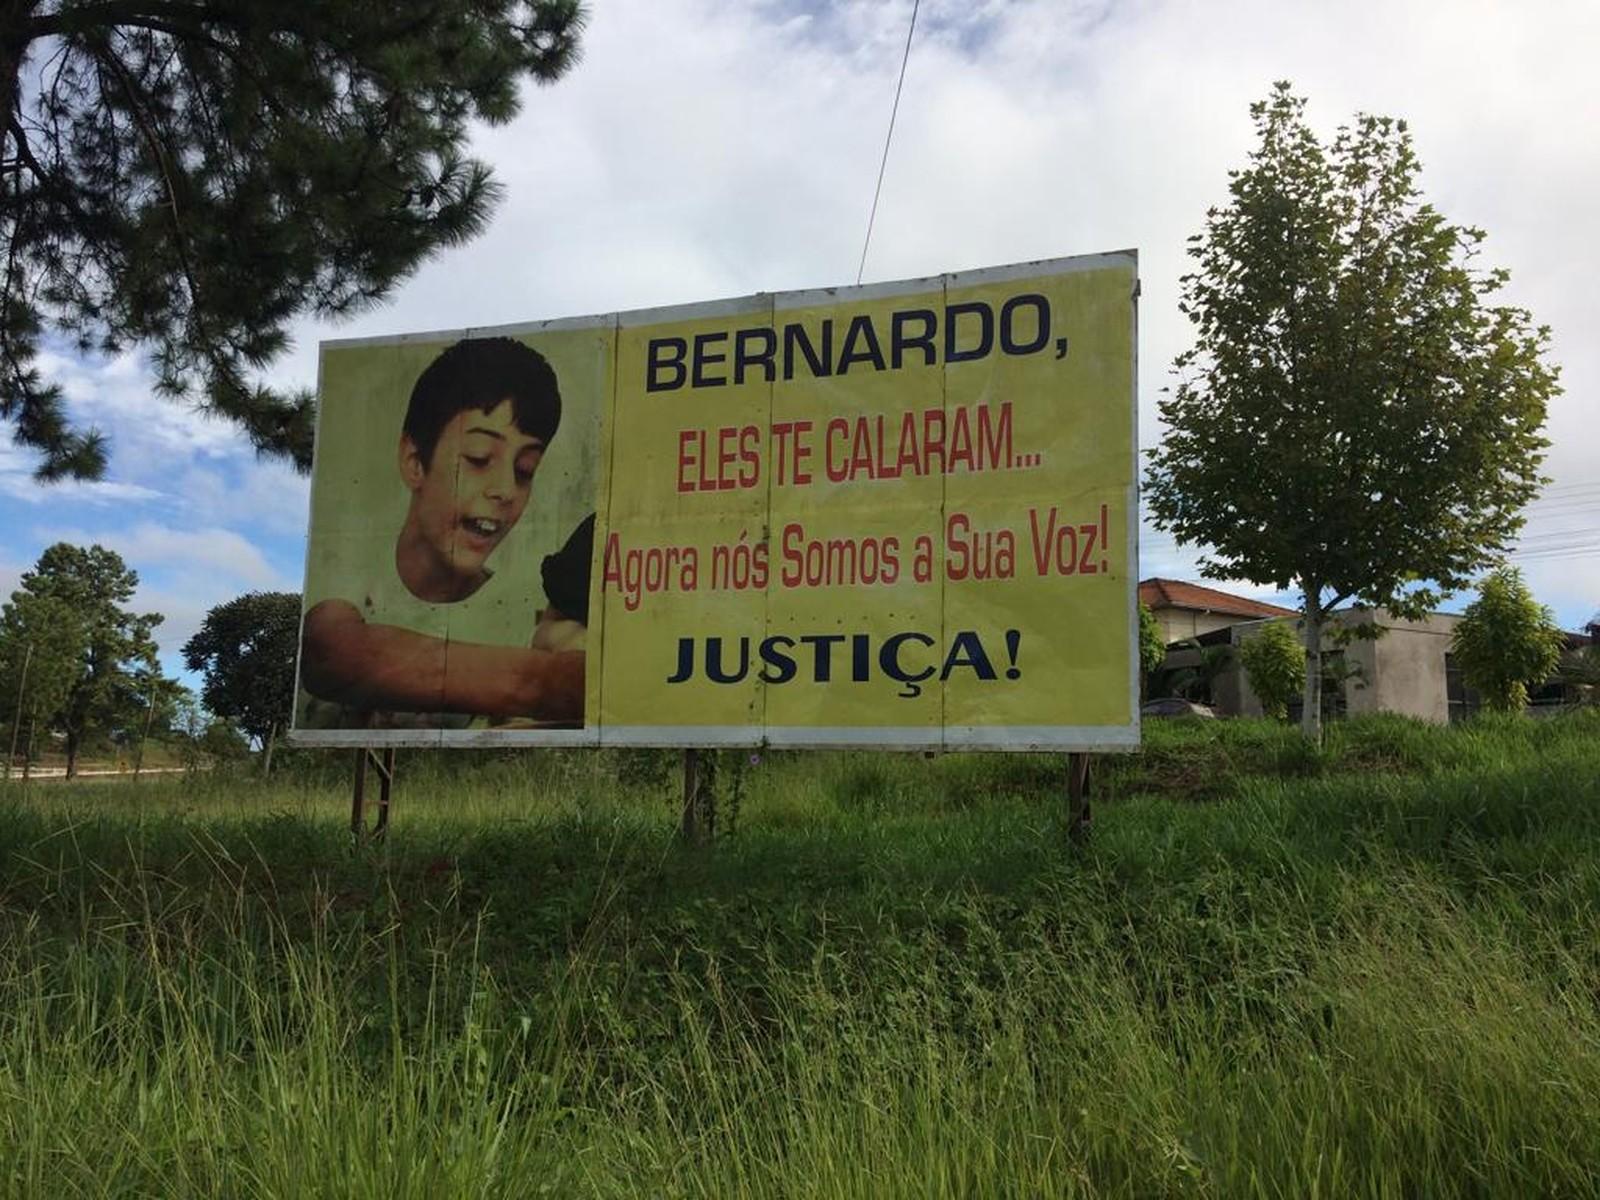 BERNARDO,
ELES TE CALARAM...
Agora nós Somos a Sua Voz!
JUSTIÇA!